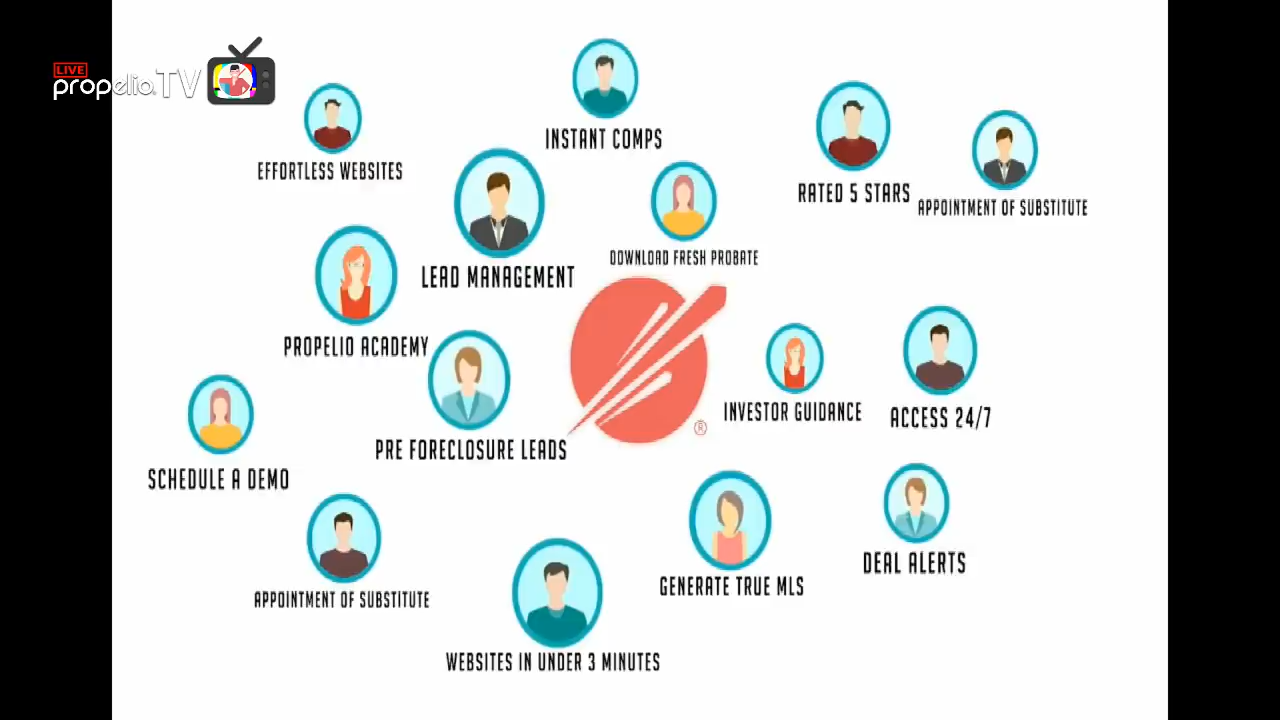 LIVE
propelio.TV
INSTANT COMPS
EFFORTLESS WEBSITES
RATED 5 STARS
APPOINTMENT OF SUBSTITUTE
DOWNLOAD FRESH PROBATE
LEAD MANAGEMENT
PROPELIO ACADEMY
INVESTOR GUIDANCE
ACCESS 24/7
®
PRE FORECLOSURE LEADS
SCHEDULE A DEMO
DEAL ALERTS
GENERATE TRUE MLS
APPOINTMENT OF SUBSTITUTE
WEBSITES IN UNDER 3 MINUTES